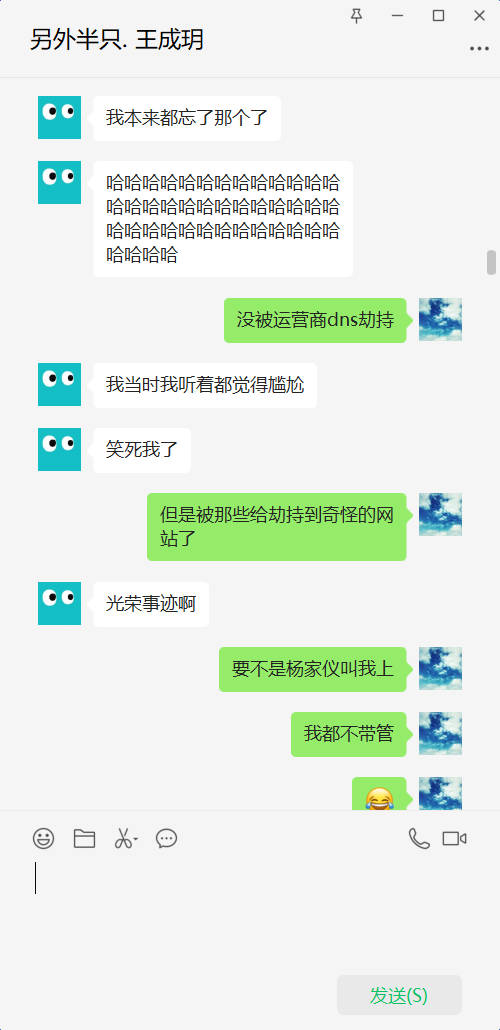 另外半只. 王成玥
我本来都忘了那个了
哈哈哈哈哈哈哈哈哈哈哈哈哈
哈哈哈哈哈哈哈哈哈哈哈哈哈
哈哈哈哈哈哈哈哈哈哈哈哈哈
哈哈哈哈
没被运营商dns劫持
我当时我听着都觉得尴尬
笑死我了
但是被那些给劫持到奇怪的网
站了
光荣事迹啊
要不是杨家仪叫我上
我都不带管
发送(S)